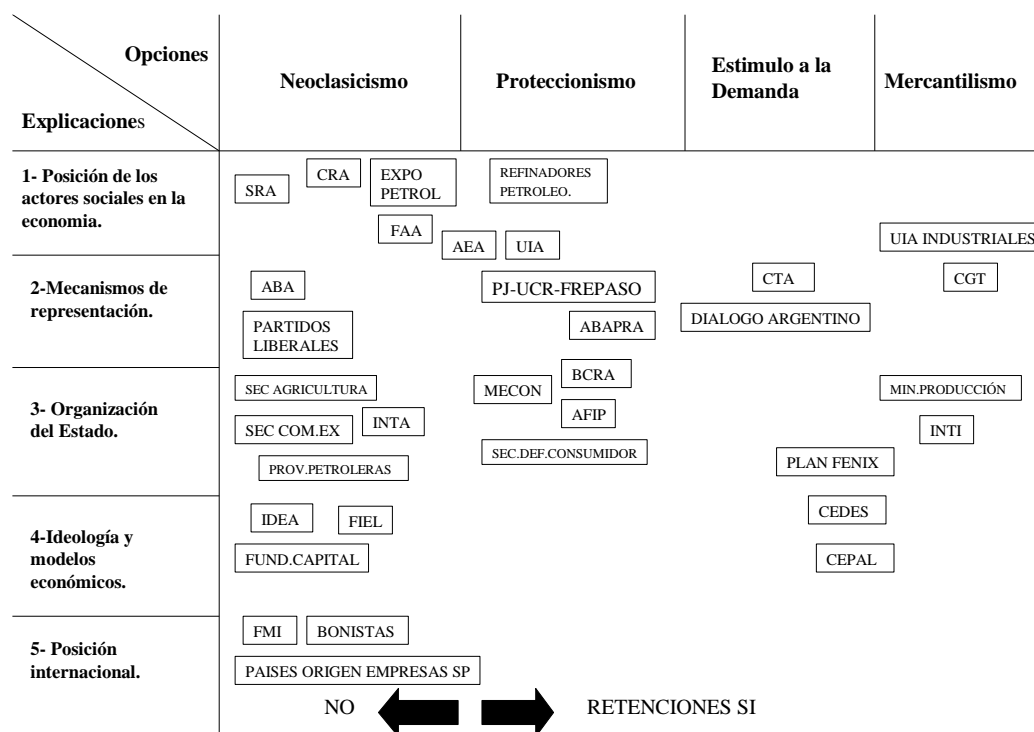 Opciones
Explicaciones
Neoclasicismo
Proteccionismo
Estimulo a la
Demanda
Mercantilismo
1- Posición de los
actores sociales en la
economia.
SRA
CRA
EXPO
PETROL
REFINADORES
PETROLEO.
FAA
AEA
UIA
UIA INDUSTRIALES
2-Mecanismos de
representación.
ABA
PJ-UCR-FREPASO
CTA
CGT
PARTIDOS
LIBERALES
ABAPRA
DIALOGO ARGENTINO
3- Organización
del Estado.
SEC AGRICULTURA
MECON
BCRA
MIN.PRODUCCIÓN
SEC COM.EX
INTA
AFIP
INTI
PROV.PETROLERAS
SEC.DEF.CONSUMIDOR
PLAN FENIX
4-Ideología y
modelos
económicos.
IDEA
FIEL
CEDES
FUND.CAPITAL
CEPAL
5- Posición
internacional.
FMI
BONISTAS
PAISES ORIGEN EMPRESAS SP
NO
RETENCIONES SI